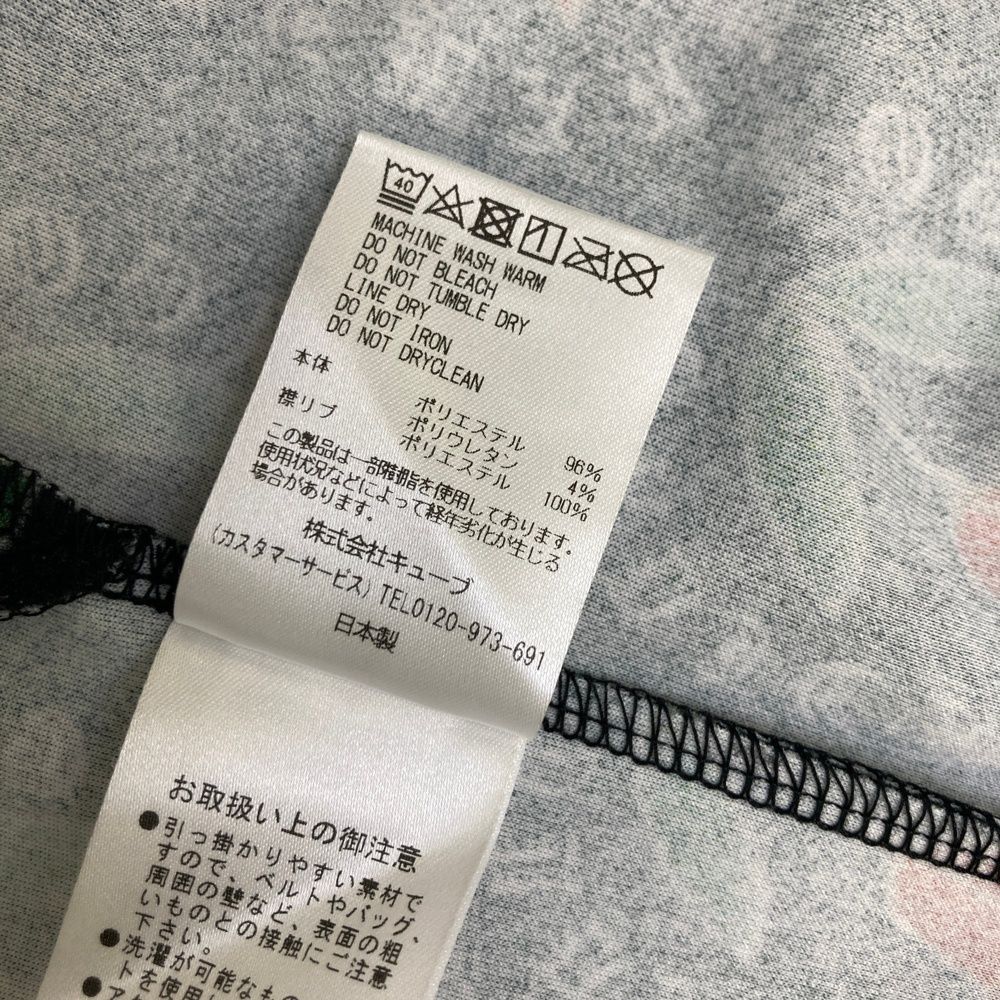 40
MACHINE WASH WARM
DO NOT BLEACH
DO NOT TUMBLE DRY
LINE DRY
DO NOT IRON
DO NOT DRYCLEAN
本体 ポリエステル 96%
ポリウレタン 4%
襟リブ ポリエステル 100%
この製品は一部樹脂を使用しております。
使用状況などによって経年劣化が生じる
場合があります。
株式会社キューブ
(カスタマーサービス) TEL0120-973-691
日本製
お取扱い上の御注意
●引っ掛かりやすい素材で
すので、ベルトやバッグ、
周囲の壁など、表面の粗
いものとの接触にご注意
下さい。
●洗濯が可能なもの
トを使用